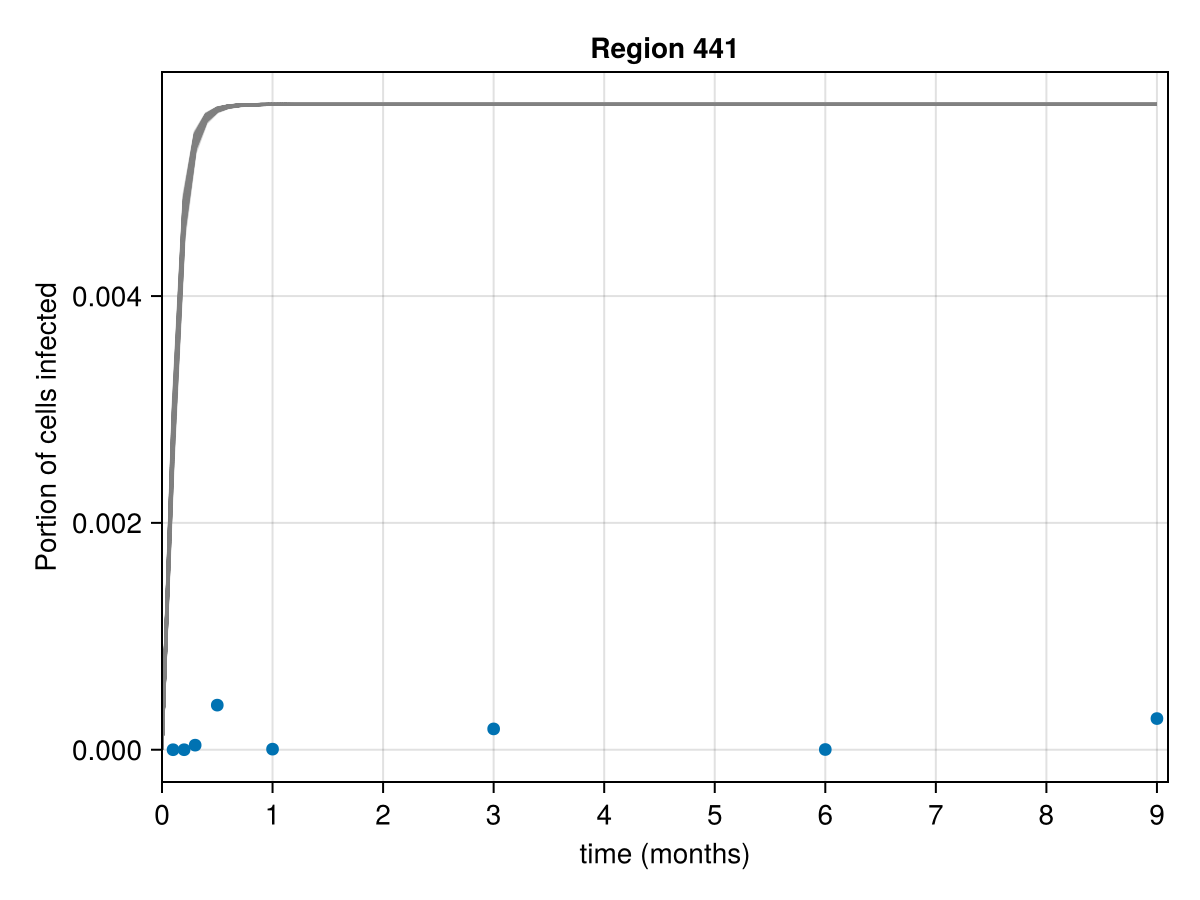 Region 441
Portion of cells infected
0.004
0.002
0.000
0 1 2 3 4 5 6 7 8 9
time (months)